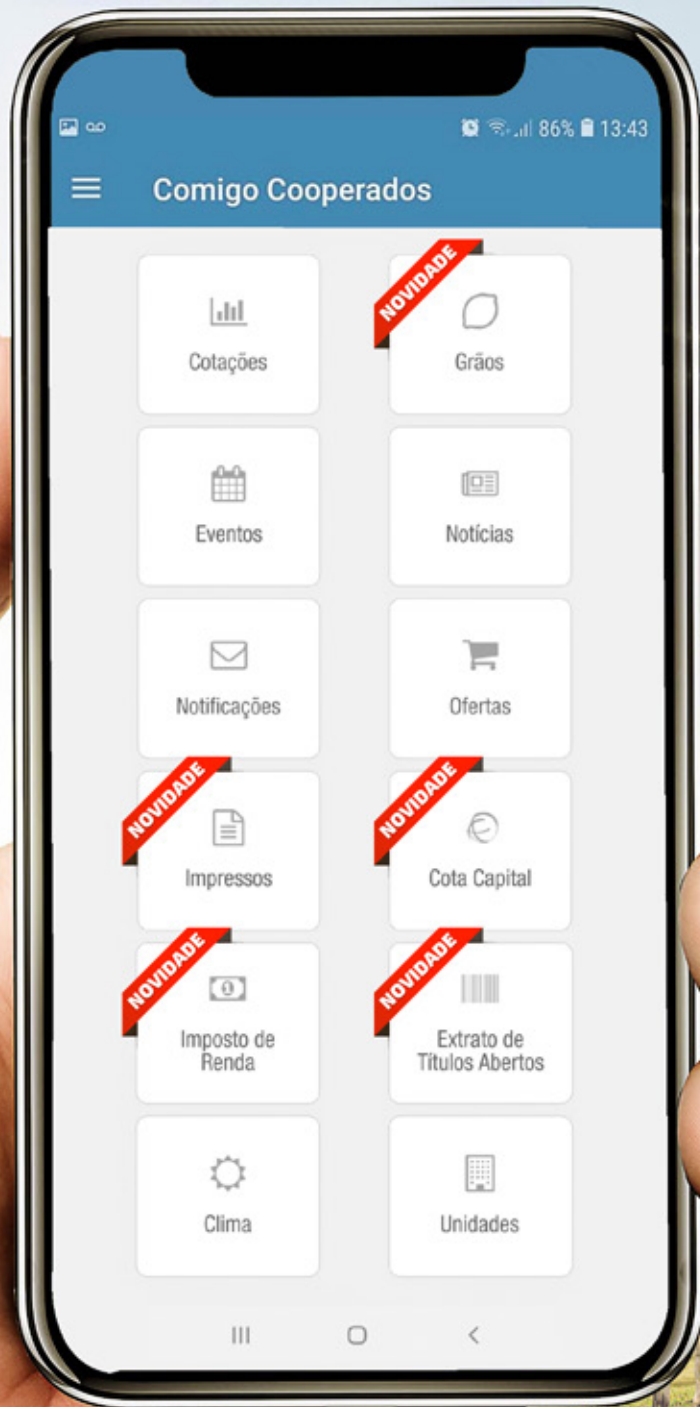 86% 13:43
Comigo Cooperados
Cotações
NOVIDADE
Grãos
Eventos
Notícias
Notificações
Ofertas
NOVIDADE
Impressos
NOVIDADE
Cota Capital
NOVIDADE
Imposto de
Renda
NOVIDADE
Extrato de
Títulos Abertos
Clima
Unidades